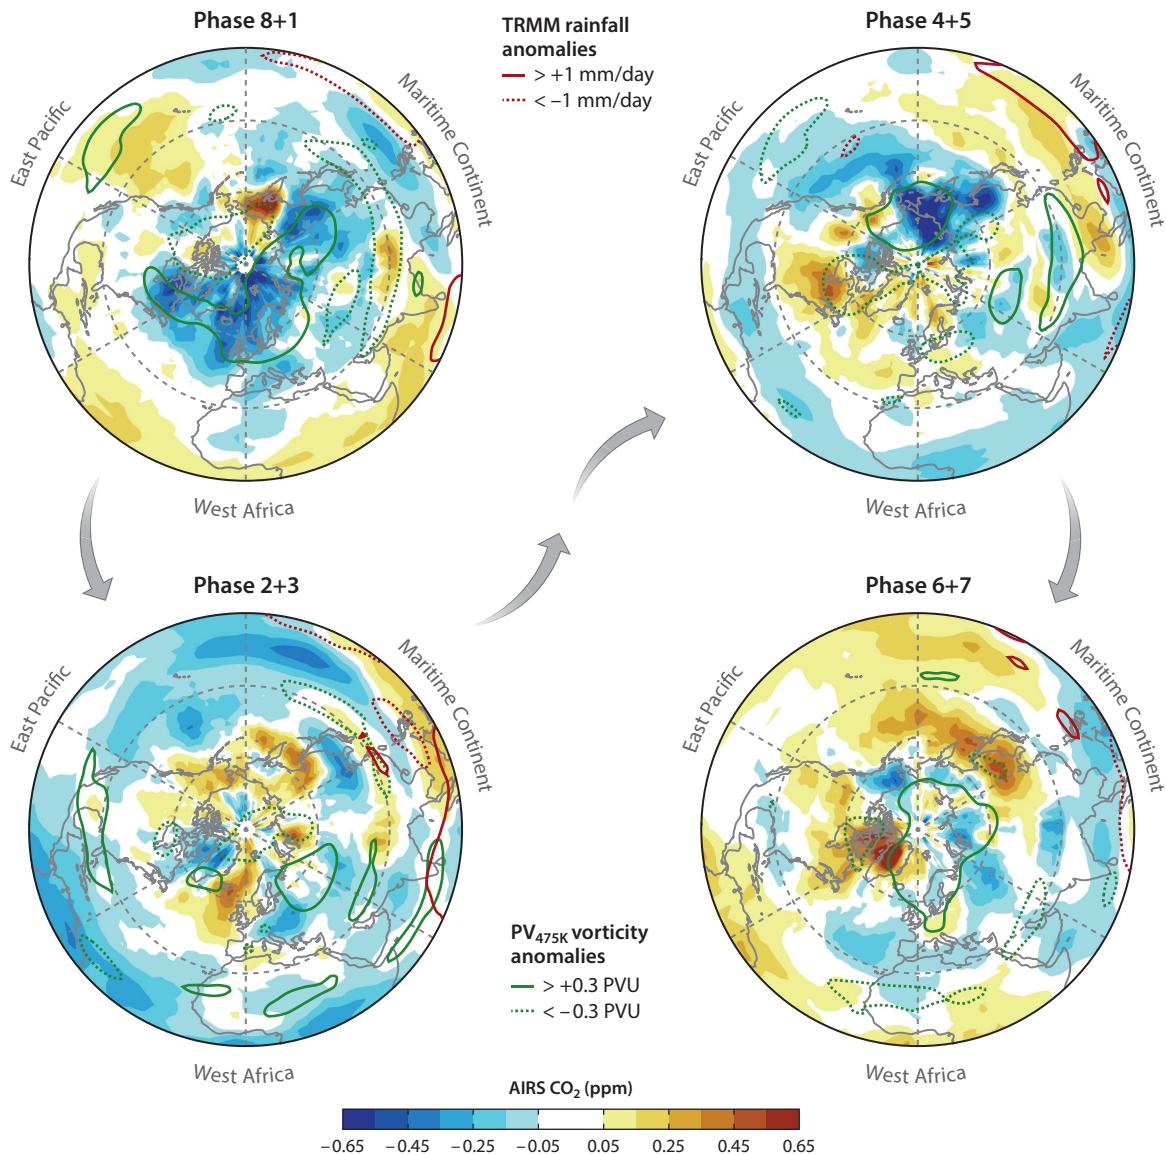 Phase 8+1
Phase 4+5
TRMM rainfall
anomalies
> +1 mm/day
< –1 mm/day
East Pacific
Maritime Continent
West Africa
East Pacific
Maritime Continent
West Africa
Phase 2+3
Phase 6+7
East Pacific
Maritime Continent
West Africa
East Pacific
Maritime Continent
West Africa
PV475K vorticity
anomalies
> +0.3 PVU
< –0.3 PVU
AIRS CO2 (ppm)
–0.65 –0.45 –0.25 –0.05 0.05 0.25 0.45 0.65